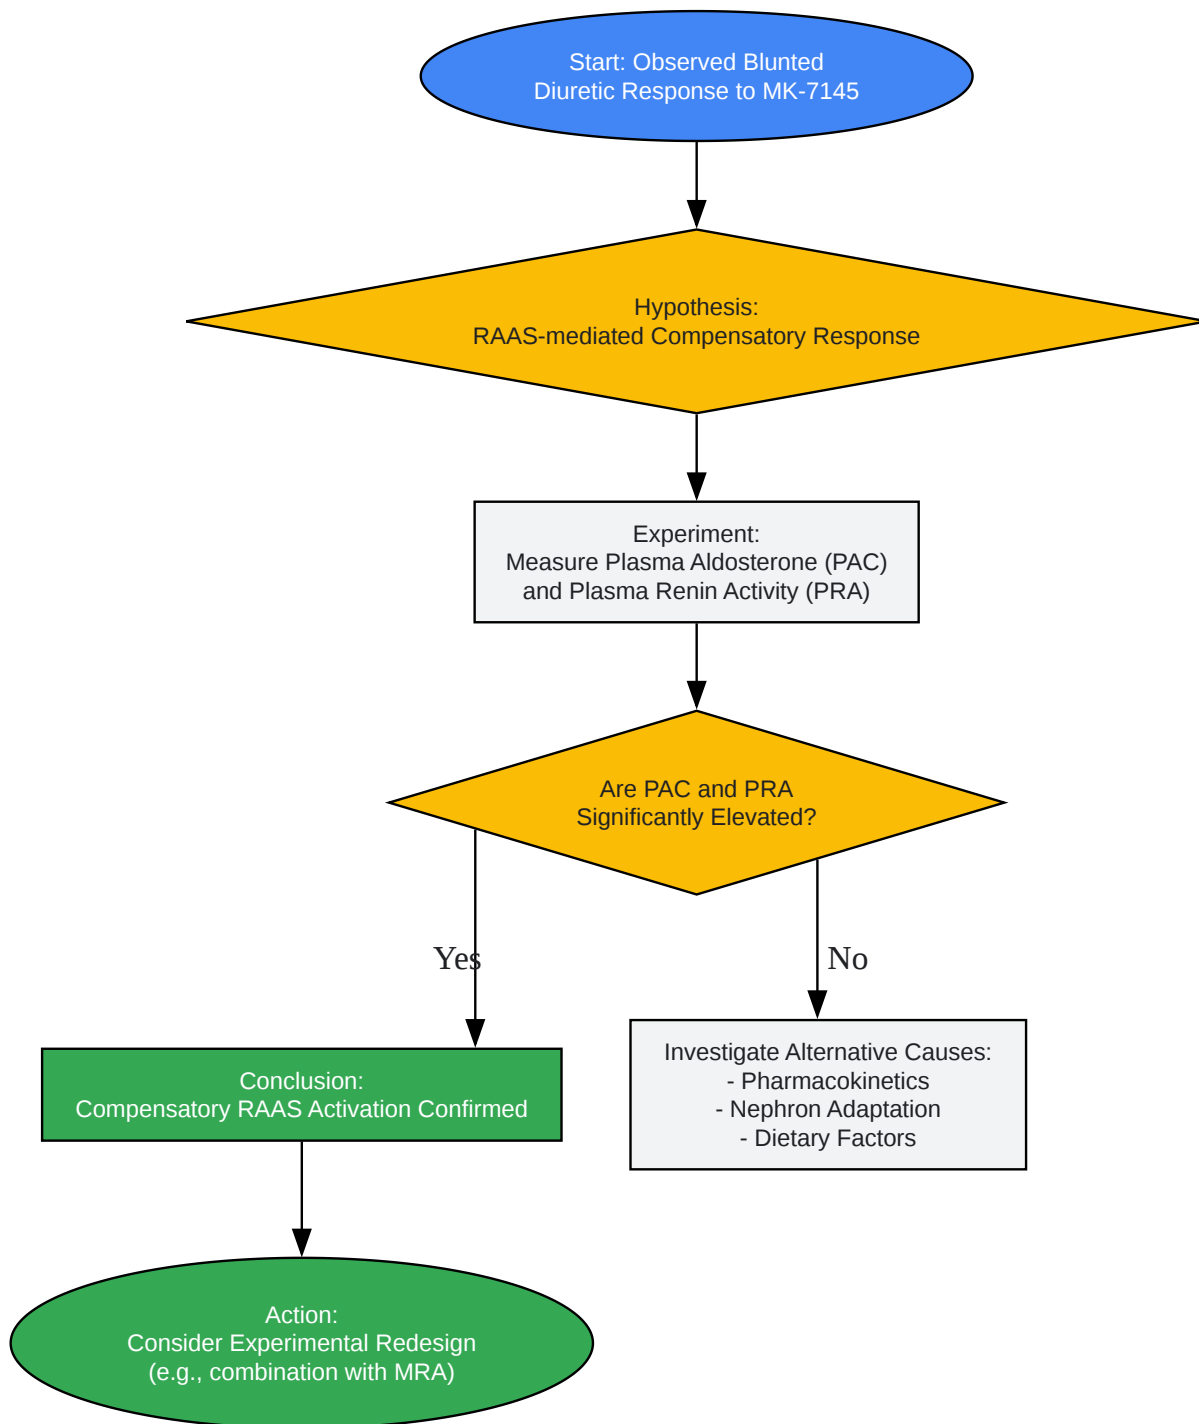 Start: Observed Blunted
Diuretic Response to MK-7145
Hypothesis:
RAAS-mediated Compensatory Response
Experiment:
Measure Plasma Aldosterone (PAC)
and Plasma Renin Activity (PRA)
Are PAC and PRA
Significantly Elevated?
Yes
No
Conclusion:
Compensatory RAAS Activation Confirmed
Investigate Alternative Causes:
- Pharmacokinetics
- Nephron Adaptation
- Dietary Factors
Action:
Consider Experimental Redesign
(e.g., combination with MRA)